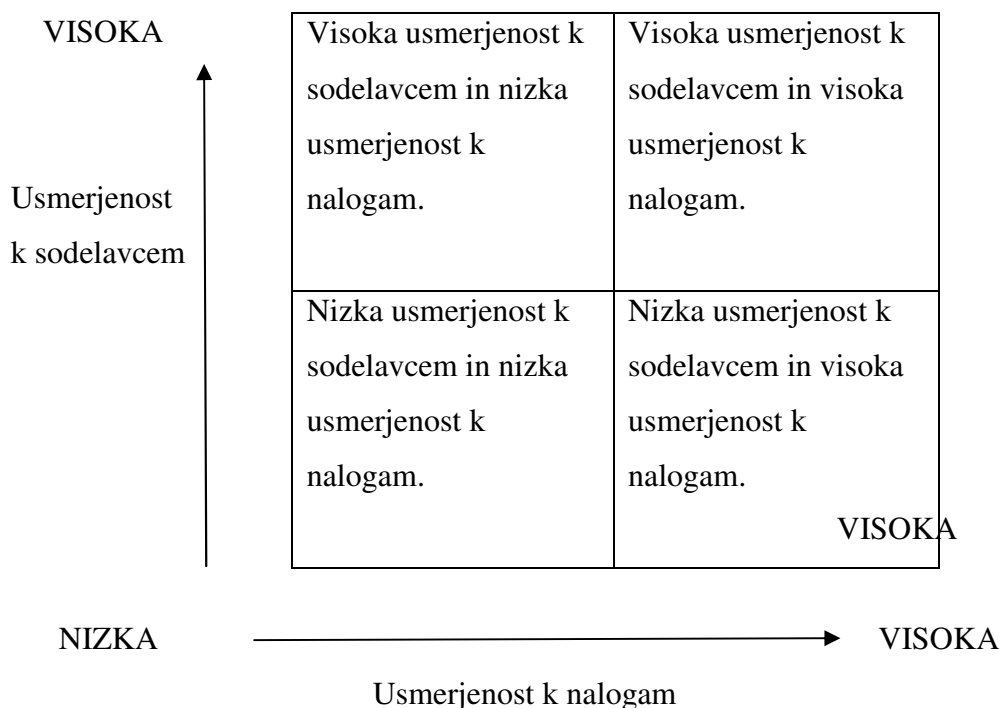 VISOKA
Usmerjenost
k sodelavcem
Visoka usmerjenost k
sodelavcem in nizka
usmerjenost k
nalogam.
Visoka usmerjenost k
sodelavcem in visoka
usmerjenost k
nalogam.
Nizka usmerjenost k
sodelavcem in nizka
usmerjenost k
nalogam.
Nizka usmerjenost k
sodelavcem in visoka
usmerjenost k
nalogam.
VISOKA
NIZKA
VISOKA
Usmerjenost k nalogam